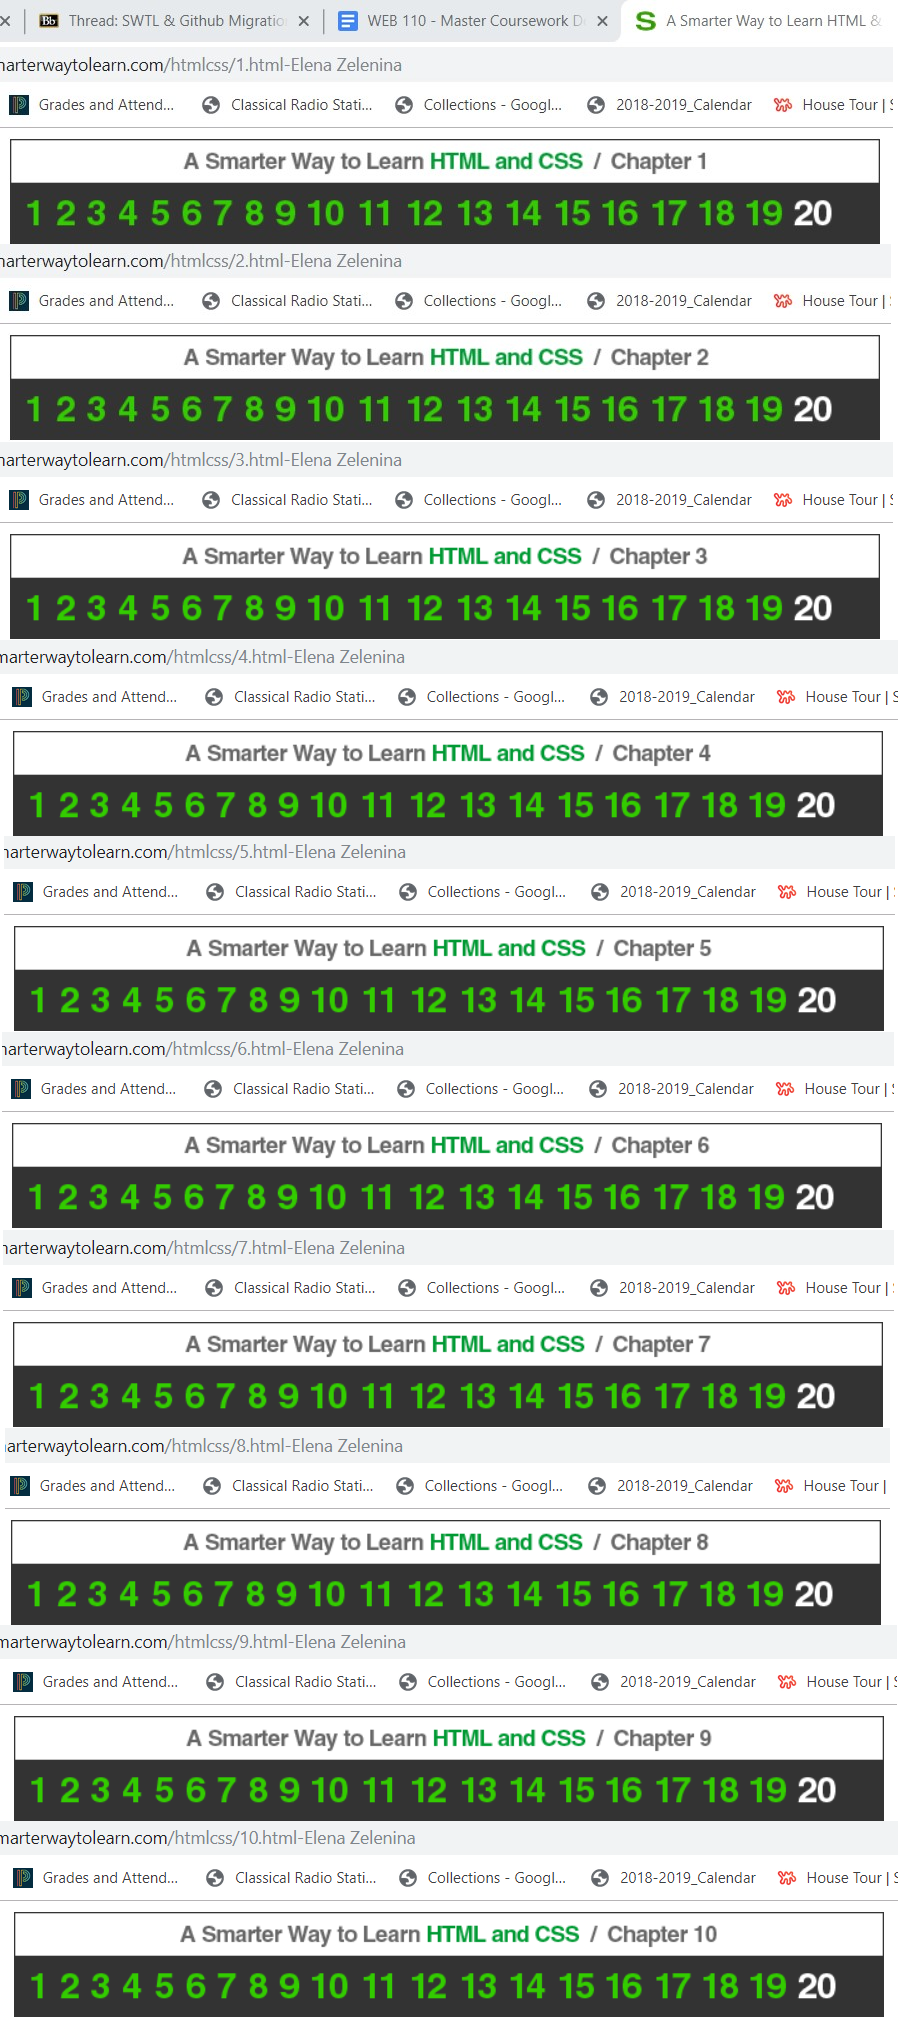 Bb Thread: SWTL & Github Migratio WEB 110 - Master Coursework D S A Smarter Way to Learn HTML &
narterwaytolearn.com/htmlcss/1.html-Elena Zelenina
Grades and Attend... Classical Radio Stati... Collections - Googl... 2018-2019_Calendar House Tour | S
A Smarter Way to Learn HTML and CSS / Chapter 1
1 2 3 4 5 6 7 8 9 10 11 12 13 14 15 16 17 18 19 20
narterwaytolearn.com/htmlcss/2.html-Elena Zelenina
Grades and Attend... Classical Radio Stati... Collections - Googl... 2018-2019_Calendar House Tour |
A Smarter Way to Learn HTML and CSS / Chapter 2
1 2 3 4 5 6 7 8 9 10 11 12 13 14 15 16 17 18 19 20
narterwaytolearn.com/htmlcss/3.html-Elena Zelenina
Grades and Attend... Classical Radio Stati... Collections - Googl... 2018-2019_Calendar House Tour | S
A Smarter Way to Learn HTML and CSS / Chapter 3
1 2 3 4 5 6 7 8 9 10 11 12 13 14 15 16 17 18 19 20
marterwaytolearn.com/htmlcss/4.html-Elena Zelenina
Grades and Attend... Classical Radio Stati... Collections - Googl... 2018-2019_Calendar House Tour | S
A Smarter Way to Learn HTML and CSS / Chapter 4
1 2 3 4 5 6 7 8 9 10 11 12 13 14 15 16 17 18 19 20
narterwaytolearn.com/htmlcss/5.html-Elena Zelenina
Grades and Attend... Classical Radio Stati... Collections - Googl... 2018-2019_Calendar House Tour |
A Smarter Way to Learn HTML and CSS / Chapter 5
1 2 3 4 5 6 7 8 9 10 11 12 13 14 15 16 17 18 19 20
narterwaytolearn.com/htmlcss/6.html-Elena Zelenina
Grades and Attend... Classical Radio Stati... Collections - Googl... 2018-2019_Calendar House Tour |
A Smarter Way to Learn HTML and CSS / Chapter 6
1 2 3 4 5 6 7 8 9 10 11 12 13 14 15 16 17 18 19 20
narterwaytolearn.com/htmlcss/7.html-Elena Zelenina
Grades and Attend... Classical Radio Stati... Collections - Googl... 2018-2019_Calendar House Tour |
A Smarter Way to Learn HTML and CSS / Chapter 7
1 2 3 4 5 6 7 8 9 10 11 12 13 14 15 16 17 18 19 20
arterwaytolearn.com/htmlcss/8.html-Elena Zelenina
Grades and Attend... Classical Radio Stati... Collections - Googl... 2018-2019_Calendar House Tour |
A Smarter Way to Learn HTML and CSS / Chapter 8
1 2 3 4 5 6 7 8 9 10 11 12 13 14 15 16 17 18 19 20
marterwaytolearn.com/htmlcss/9.html-Elena Zelenina
Grades and Attend... Classical Radio Stati... Collections - Googl... 2018-2019_Calendar House Tour | S
A Smarter Way to Learn HTML and CSS / Chapter 9
1 2 3 4 5 6 7 8 9 10 11 12 13 14 15 16 17 18 19 20
marterwaytolearn.com/htmlcss/10.html-Elena Zelenina
Grades and Attend... Classical Radio Stati... Collections - Googl... 2018-2019_Calendar House Tour | S
A Smarter Way to Learn HTML and CSS / Chapter 10
1 2 3 4 5 6 7 8 9 10 11 12 13 14 15 16 17 18 19 20